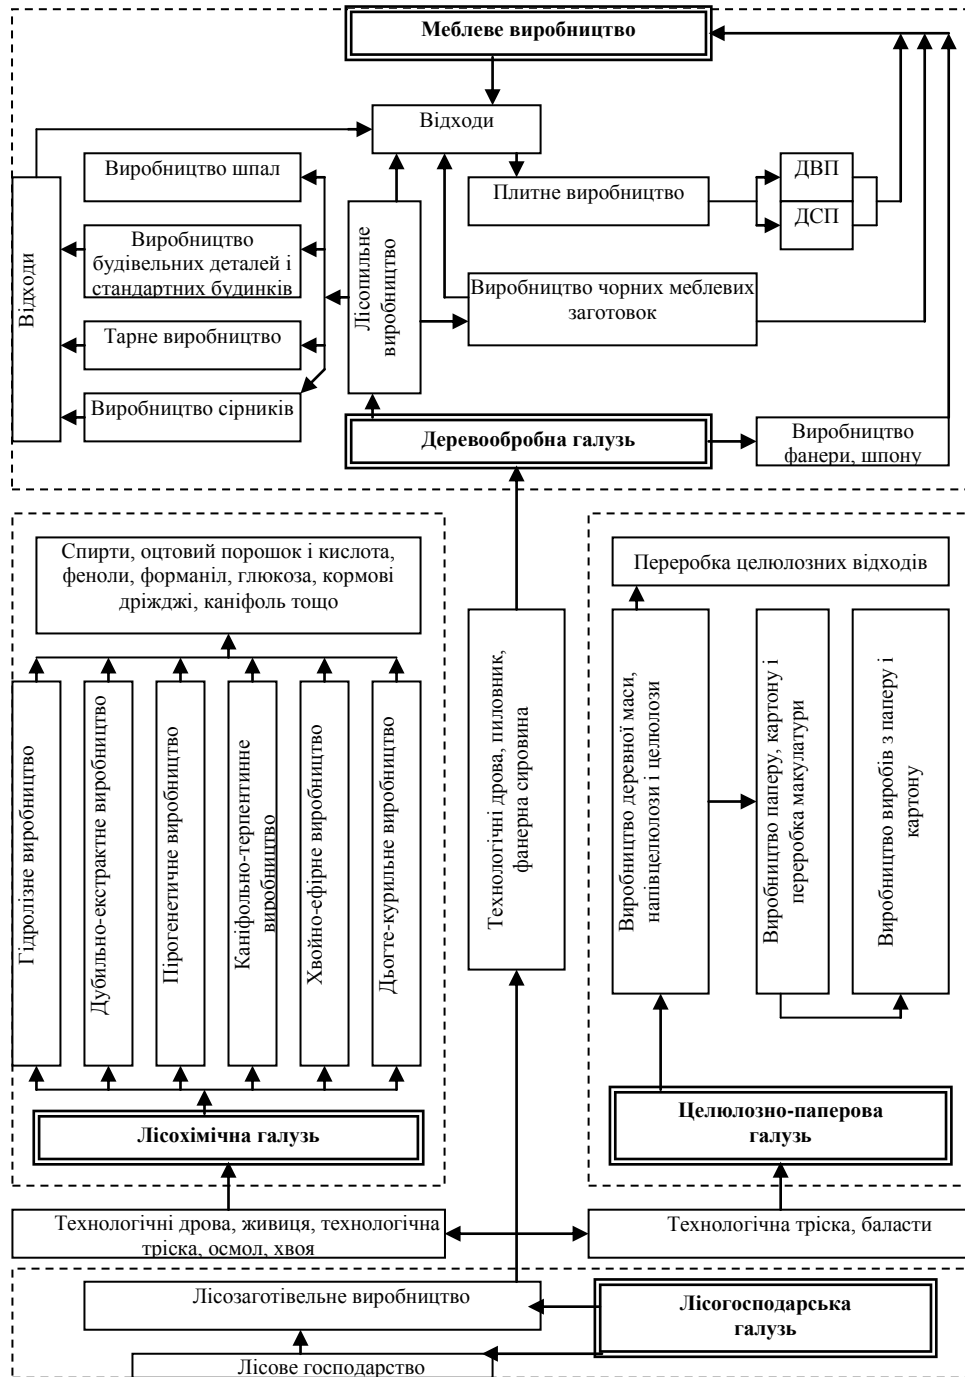 Меблеве виробництво
Відходи
Виробництво шпал
Плитне виробництво
ДВП
ДСП
Відходи
Виробництво
будівельних деталей і
стандартних будинків
Лісопильне
виробництво
Виробництво чорних меблевих
заготовок
Тарне виробництво
Виробництво сірників
Деревообробна галузь
Виробництво
фанери, шпону
Спирти, оцтовий порошок і кислота,
феноли, форманіл, глюкоза, кормові
дріжджі, каніфоль тощо
Переробка целюлозних відходів
Гідролізне виробництво
Дубильно-екстрактне виробництво
Пірогенетичне виробництво
Каніфольно-терпентинне
виробництво
Хвойно-ефірне виробництво
Дьогте-курильне виробництво
Технологічні дрова, пиловник,
фанерна сировина
Виробництво деревної маси,
напівцелюлози і целюлози
Виробництво паперу, картону і
переробка макулатури
Виробництво виробів з паперу і
картону
Лісохімічна галузь
Целюлозно-паперова
галузь
Технологічні дрова, живиця, технологічна
тріска, осмол, хвоя
Технологічна тріска, баласти
Лісозаготівельне виробництво
Лісогосподарська
галузь
Лісове господарство